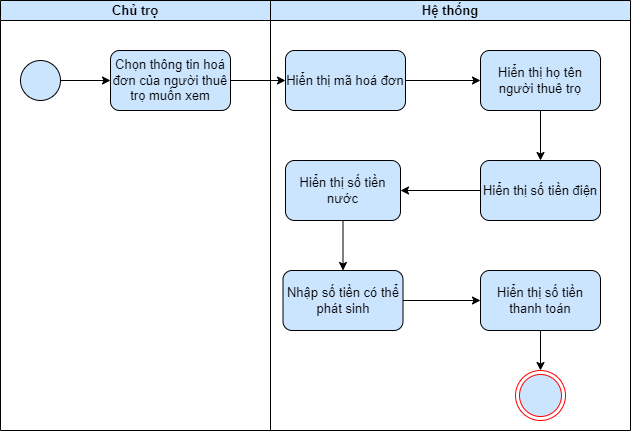 Chủ trọ
Hệ thống
Chọn thông tin hoá
đơn của người thuê
trọ muốn xem
Hiển thị mã hoá đơn
Hiển thị họ tên
người thuê trọ
Hiển thị số tiền điện
Hiển thị số tiền
nước
Nhập số tiền có thể
phát sinh
Hiển thị số tiền
thanh toán